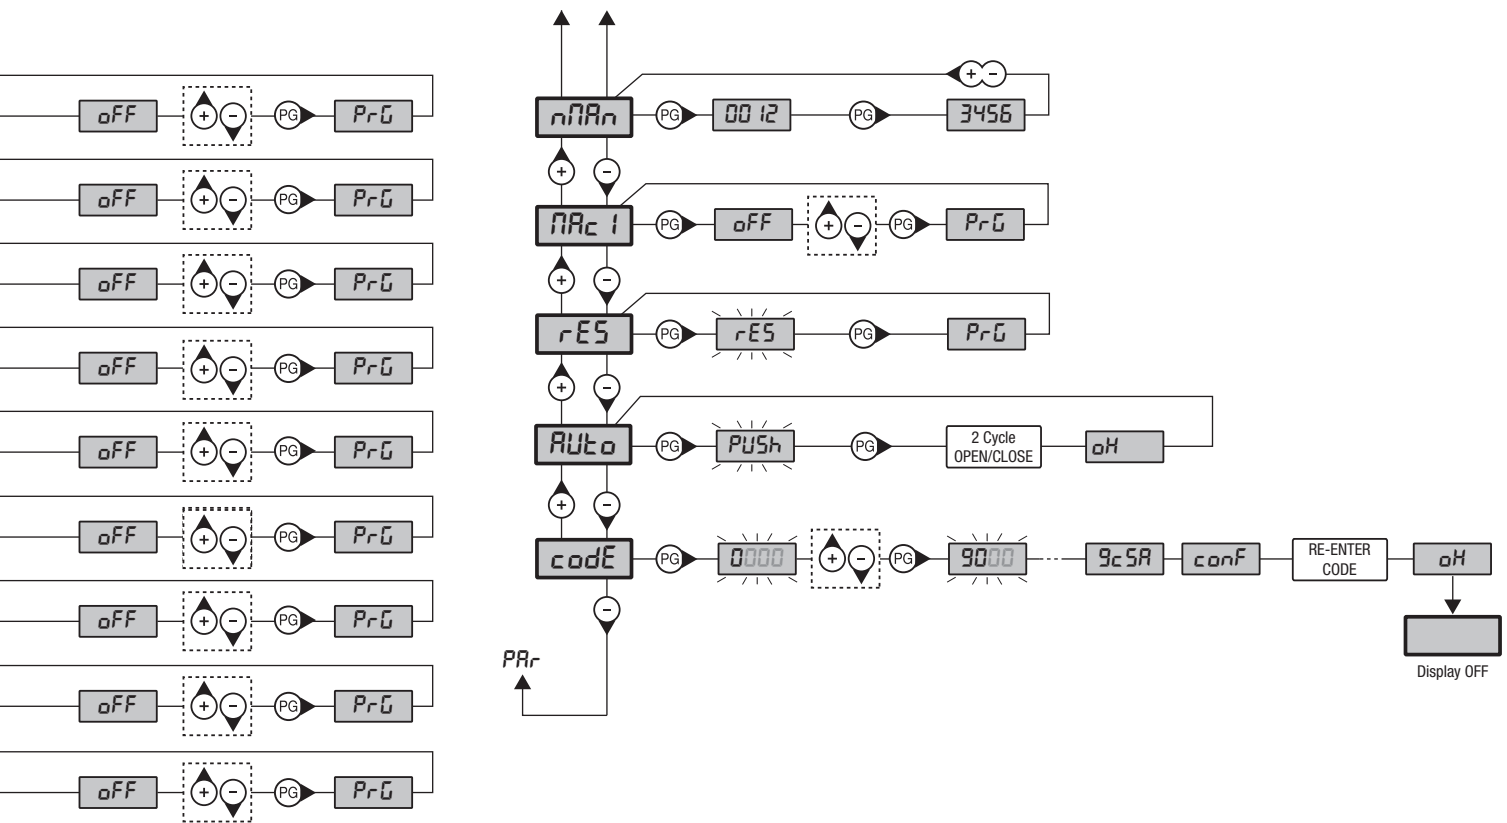 oFF + - PG PrG
oFF + - PG PrG
oFF + - PG PrG
oFF + - PG PrG
oFF + - PG PrG
oFF + - PG PrG
oFF + - PG PrG
oFF + - PG PrG
oFF + - PG PrG
+ -
nMAn PG 0012 PG 3456
+ -
MAc1 PG oFF + - PG PrG
+ -
rES PG rES PG PrG
+ -
AUto PG PUSh PG 2 Cycle
OPEN/CLOSE oH
+ -
codE PG 0000 + - PG 9000 9c5A conF RE-ENTER
CODE oH
-
PAr
Display OFF